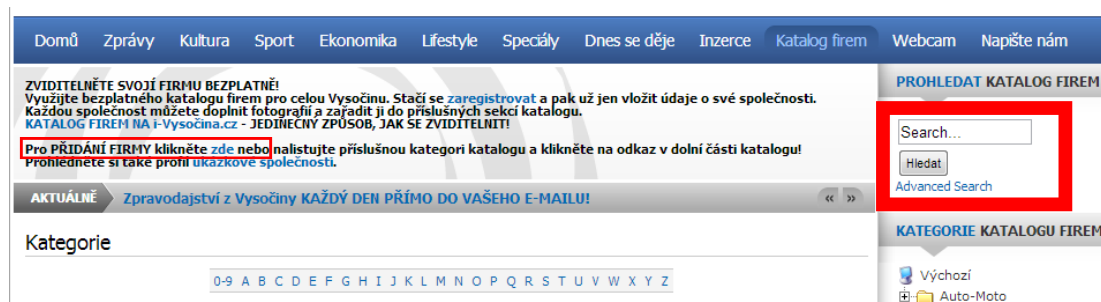 Domů Zprávy Kultura Sport Ekonomika Lifestyle Speciály Dnes se děje Inzerce Katalog firem Webcam Napište nám
ZVIDITELNĚTE SVOJÍ FIRMU BEZPLATNĚ!
Využijte bezplatného katalogu firem pro celou Vysočinu. Stačí se zaregistrovat a pak už jen vložit údaje o své společnosti.
Každou společnost můžete doplnit fotografií a zařadit ji do příslušných sekcí katalogu.
KATALOG FIREM NA i-Vysočina.cz - JEDINEČNÝ ZPŮSOB, JAK SE ZVIDITELNIT!
Pro PŘIDÁNÍ FIRMY klikněte zde nebo nalistujte příslušnou kategori katalogu a klikněte na odkaz v dolní části katalogu!
Prohlédněte si také profil ukázkové společnosti.
AKTUÁLNĚ Zpravodajství z Vysočiny KAŽDÝ DEN PŘÍMO DO VAŠEHO E-MAILU! « »
Kategorie
0-9 A B C D E F G H I J K L M N O P Q R S T U V W X Y Z
PROHLEDAT KATALOG FIREM
Search...
Hledat
Advanced Search
KATEGORIE KATALOGU FIREM
Výchozí
Auto-Moto